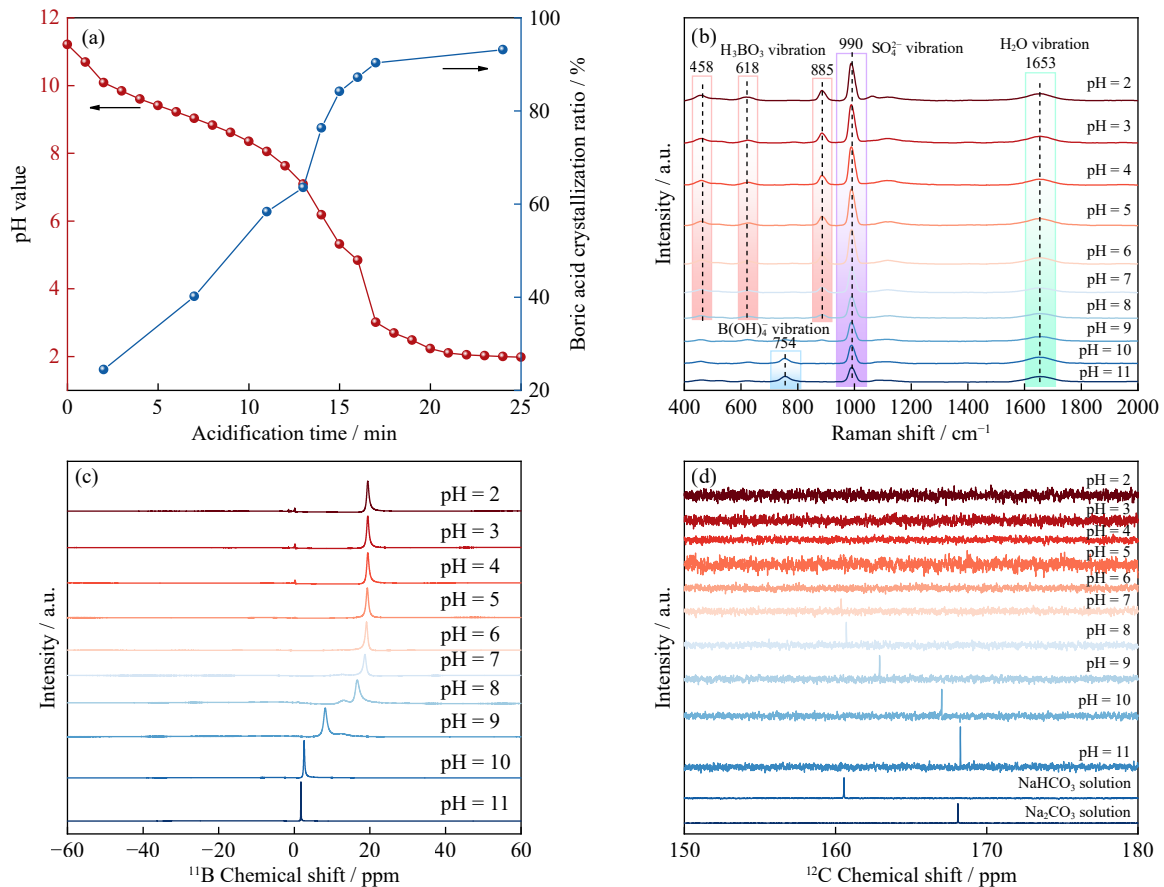 (a)
12
10
8
6
4
2
pH value
0
5
10
15
20
25
Acidification time / min
100
80
60
40
20
Boric acid crystallization ratio / %
(b)
H₃BO₃ vibration
990
SO₄²⁻ vibration
H₂O vibration
458
618
885
1653
pH = 2
pH = 3
pH = 4
pH = 5
pH = 6
pH = 7
pH = 8
pH = 9
pH = 10
pH = 11
B(OH)₄⁻ vibration
754
Intensity / a.u.
400
600
800
1000
1200
1400
1600
1800
2000
Raman shift / cm⁻¹
(c)
pH = 2
pH = 3
pH = 4
pH = 5
pH = 6
pH = 7
pH = 8
pH = 9
pH = 10
pH = 11
Intensity / a.u.
−60
−40
−20
0
20
40
60
¹¹B Chemical shift / ppm
(d)
pH = 2
pH = 3
pH = 4
pH = 5
pH = 6
pH = 7
pH = 8
pH = 9
pH = 10
pH = 11
NaHCO₃ solution
Na₂CO₃ solution
Intensity / a.u.
150
160
170
180
¹²C Chemical shift / ppm